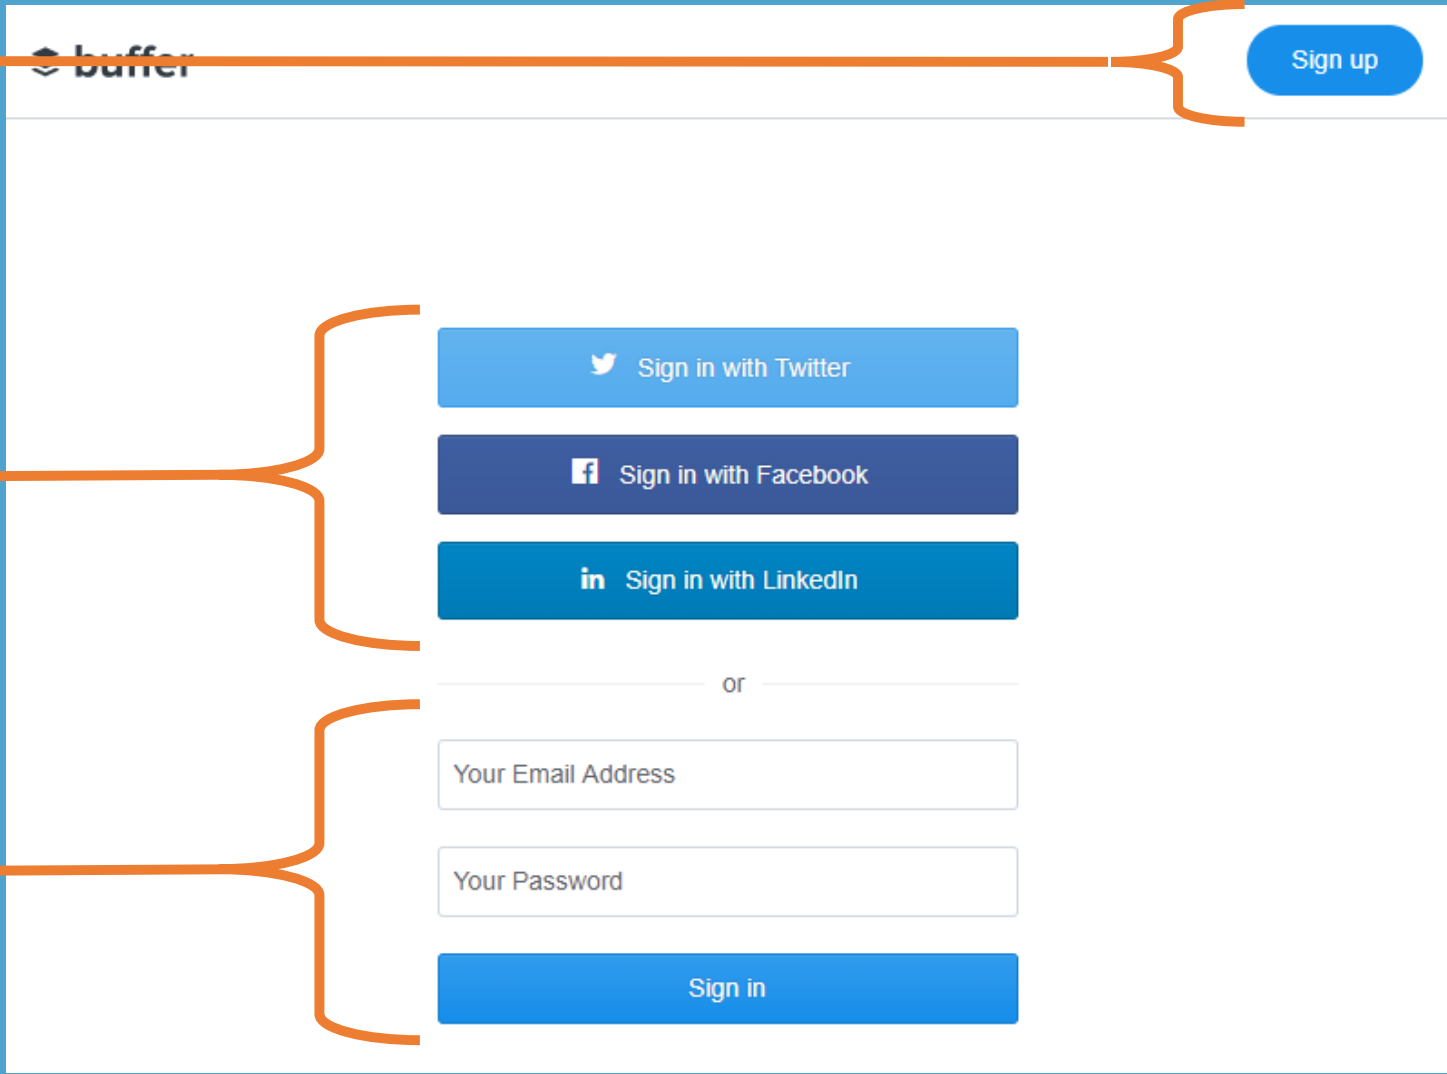 buffer
Sign up
Sign in with Twitter
Sign in with Facebook
in Sign in with LinkedIn
or
Your Email Address
Your Password
Sign in